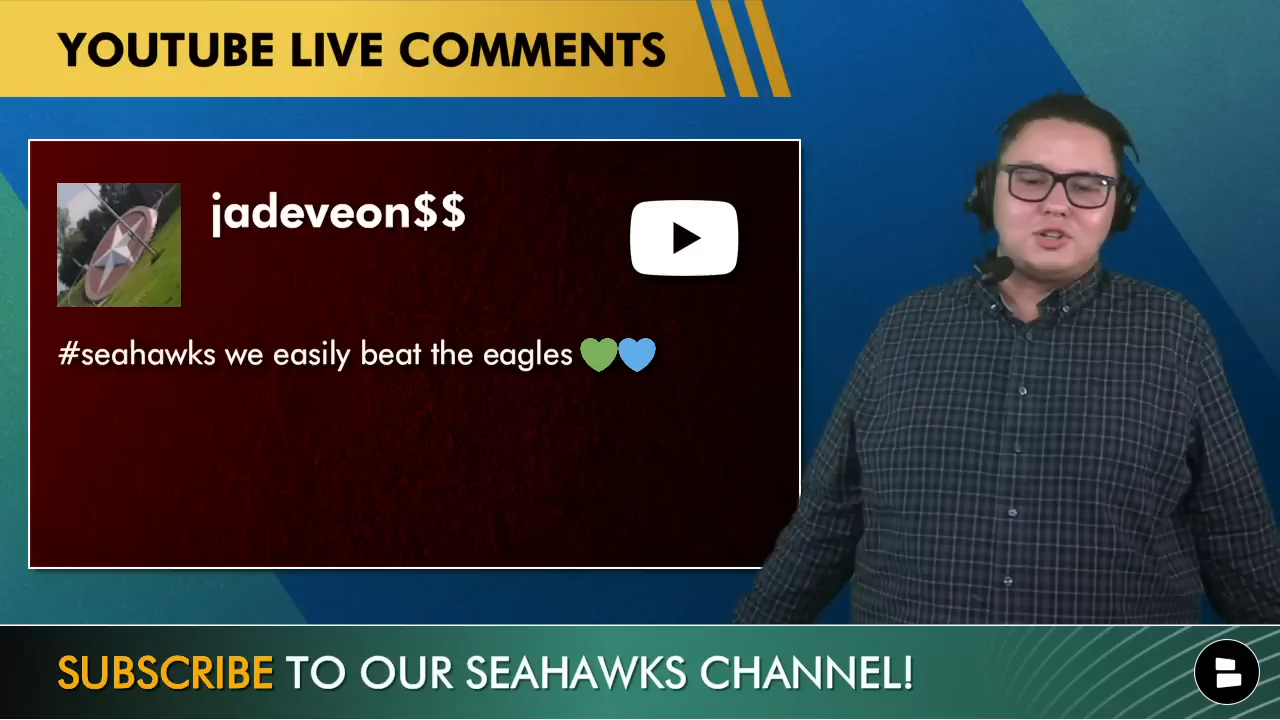 YOUTUBE LIVE COMMENTS
jadeveon$$
#seahawks we easily beat the eagles 💚💙
SUBSCRIBE TO OUR SEAHAWKS CHANNEL!